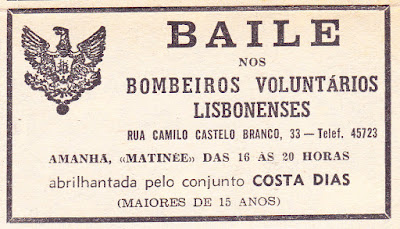 BAILE
NOS
BOMBEIROS VOLUNTÁRIOS
LISBONENSES
RUA CAMILO CASTELO BRANCO, 33 — Telef. 45723
AMANHÃ, «MATINÉE» DAS 16 ÀS 20 HORAS
abrilhantada pelo conjunto COSTA DIAS
(MAIORES DE 15 ANOS)